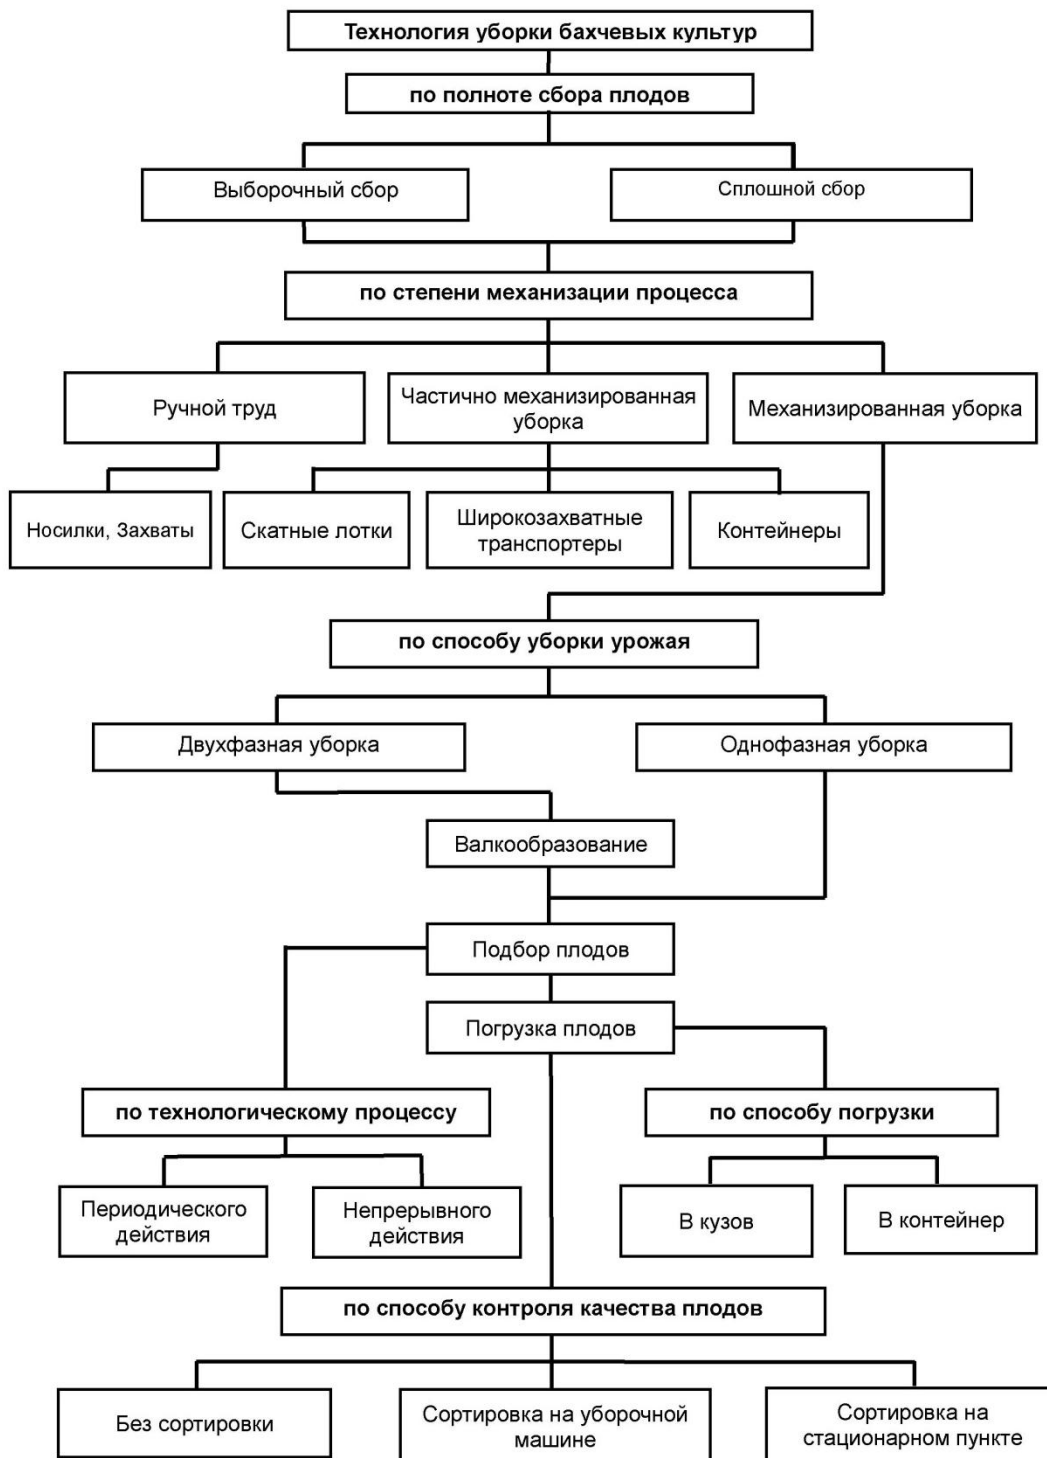 Технология уборки бахчевых культур
по полноте сбора плодов
Выборочный сбор
Сплошной сбор
по степени механизации процесса
Ручной труд
Частично механизированная
уборка
Механизированная уборка
Носилки, Захваты
Скатные лотки
Широкозахватные
транспортеры
Контейнеры
по способу уборки урожая
Двухфазная уборка
Однофазная уборка
Валкообразование
Подбор плодов
Погрузка плодов
по технологическому процессу
по способу погрузки
Периодического
действия
Непрерывного
действия
В кузов
В контейнер
по способу контроля качества плодов
Без сортировки
Сортировка на уборочной
машине
Сортировка на
стационарном пункте